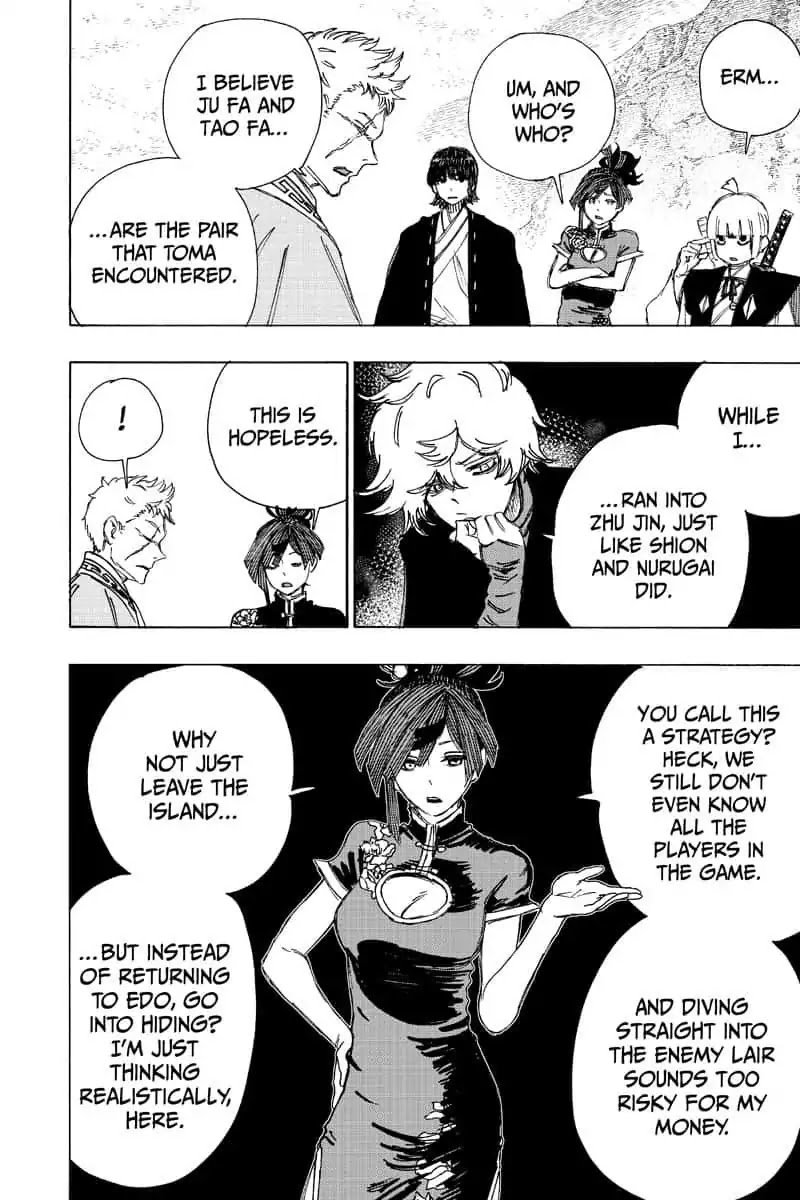 ERM...
UM, AND
WHO'S
WHO?
I BELIEVE
JU FA AND
TAO FA...
...ARE THE PAIR
THAT TOMA
ENCOUNTERED.
WHILE
I...
...RAN INTO
ZHU JIN, JUST
LIKE SHION
AND NURUGAI
DID.
THIS IS
HOPELESS.
!
YOU CALL THIS
A STRATEGY?
HECK, WE
STILL DON'T
EVEN KNOW
ALL THE
PLAYERS IN
THE GAME.
AND DIVING
STRAIGHT INTO
THE ENEMY LAIR
SOUNDS TOO
RISKY FOR MY
MONEY.
WHY
NOT JUST
LEAVE THE
ISLAND...
...BUT INSTEAD
OF RETURNING
TO EDO, GO
INTO HIDING?
I'M JUST
THINKING
REALISTICALLY,
HERE.